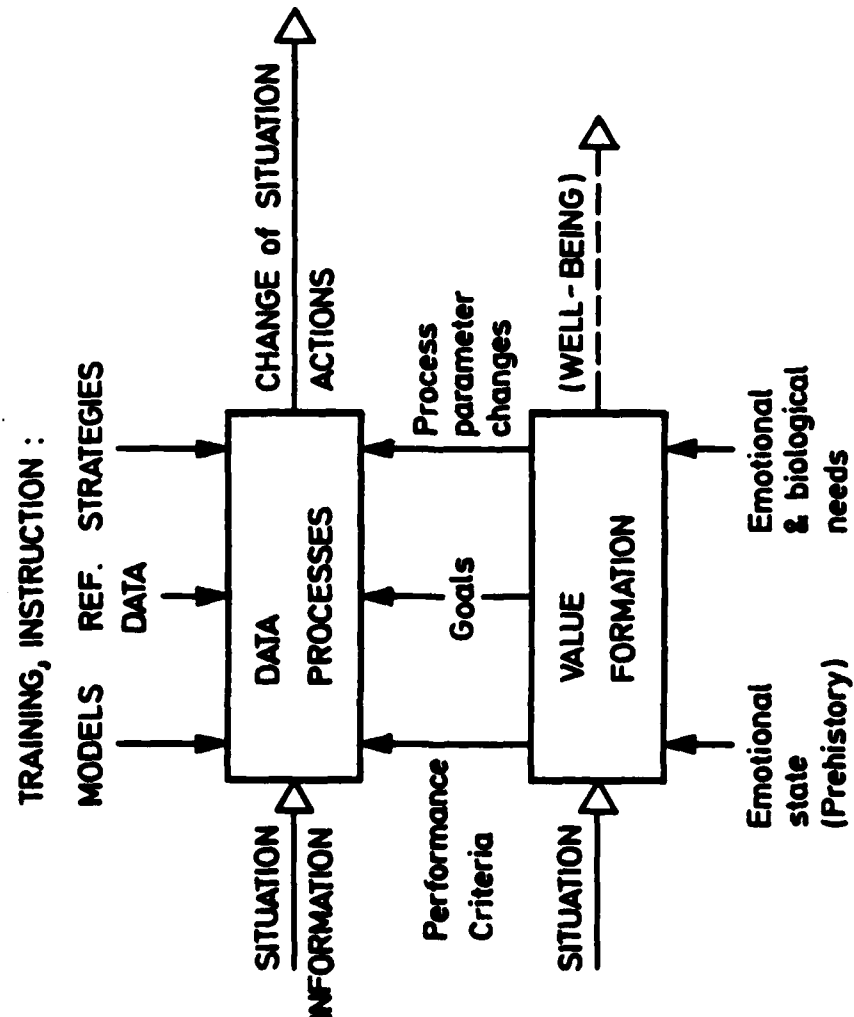 TRAINING, INSTRUCTION :
MODELS REF. STRATEGIES
DATA
SITUATION
INFORMATION
DATA
PROCESSES
CHANGE of SITUATION
ACTIONS
Performance
Criteria
Goals
Process
parameter
changes
SITUATION
VALUE
FORMATION
(WELL-BEING)
Emotional
state
(Prehistory)
Emotional
& biological
needs